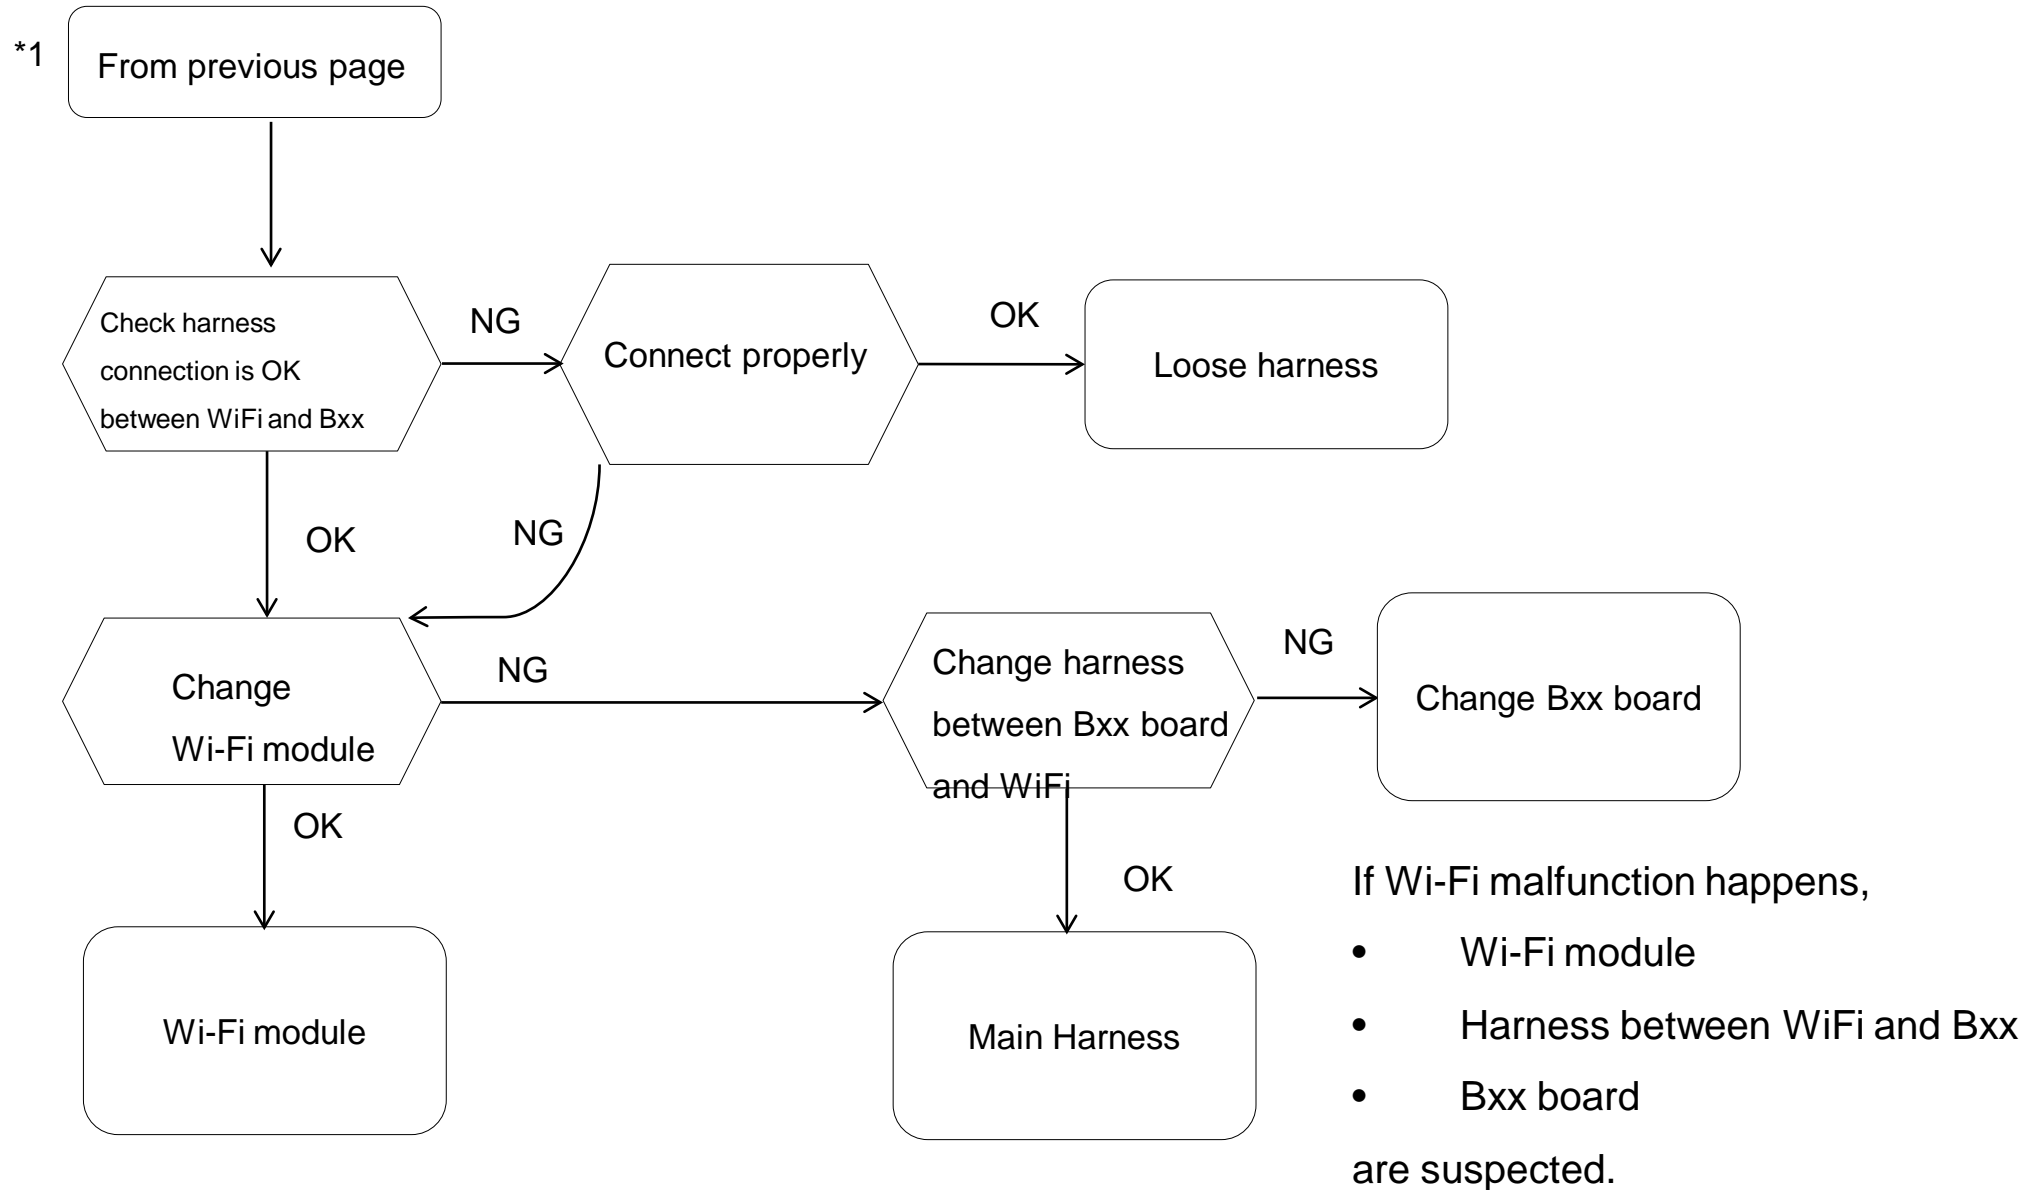 *1
From previous page
Check harness
connection is OK
between WiFi and Bxx
NG
Connect properly
OK
Loose harness
OK
NG
Change
Wi-Fi module
NG
Change harness
between Bxx board
and WiFi
NG
Change Bxx board
OK
Wi-Fi module
OK
Main Harness
If Wi-Fi malfunction happens,
• Wi-Fi module
• Harness between WiFi and Bxx
• Bxx board
are suspected.